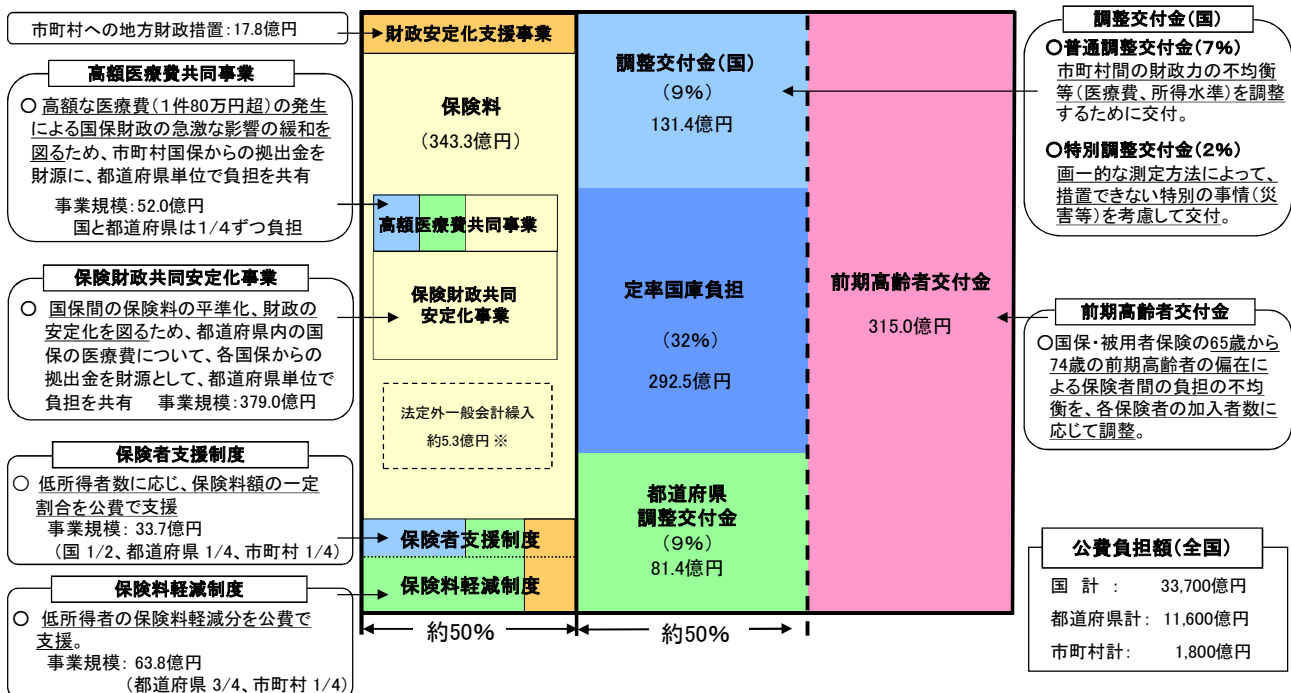 市町村への地方財政措置:17.8億円
高額医療費共同事業
○ 高額な医療費(1件80万円超)の発生
による国保財政の急激な影響の緩和を
図るため、市町村国保からの拠出金を
財源に、都道府県単位で負担を共有
事業規模:52.0億円
国と都道府県は1/4ずつ負担
保険財政共同安定化事業
○ 国保間の保険料の平準化、財政の
安定化を図るため、都道府県内の国
保の医療費について、各国保からの
拠出金を財源として、都道府県単位で
負担を共有 事業規模:379.0億円
保険者支援制度
○ 低所得者数に応じ、保険料額の一定
割合を公費で支援
事業規模: 33.7億円
(国 1/2、都道府県 1/4、市町村 1/4)
保険料軽減制度
○ 低所得者の保険料軽減分を公費で
支援。
事業規模: 63.8億円
(都道府県 3/4、市町村 1/4)
財政安定化支援事業
保険料
(343.3億円)
高額医療費共同事業
保険財政共同
安定化事業
法定外一般会計繰入
約5.3億円 ※
保険者支援制度
保険料軽減制度
約50%
調整交付金(国)
(9%)
131.4億円
定率国庫負担
(32%)
292.5億円
都道府県
調整交付金
(9%)
81.4億円
約50%
前期高齢者交付金
315.0億円
調整交付金(国)
○普通調整交付金(7%)
市町村間の財政力の不均衡
等(医療費、所得水準)を調整
するために交付。
○特別調整交付金(2%)
画一的な測定方法によって、
措置できない特別の事情(災
害等)を考慮して交付。
前期高齢者交付金
○国保・被用者保険の65歳から
74歳の前期高齢者の偏在に
よる保険者間の負担の不均
衡を、各保険者の加入者数に
応じて調整。
公費負担額(全国)
国 計 : 33,700億円
都道府県計: 11,600億円
市町村計: 1,800億円